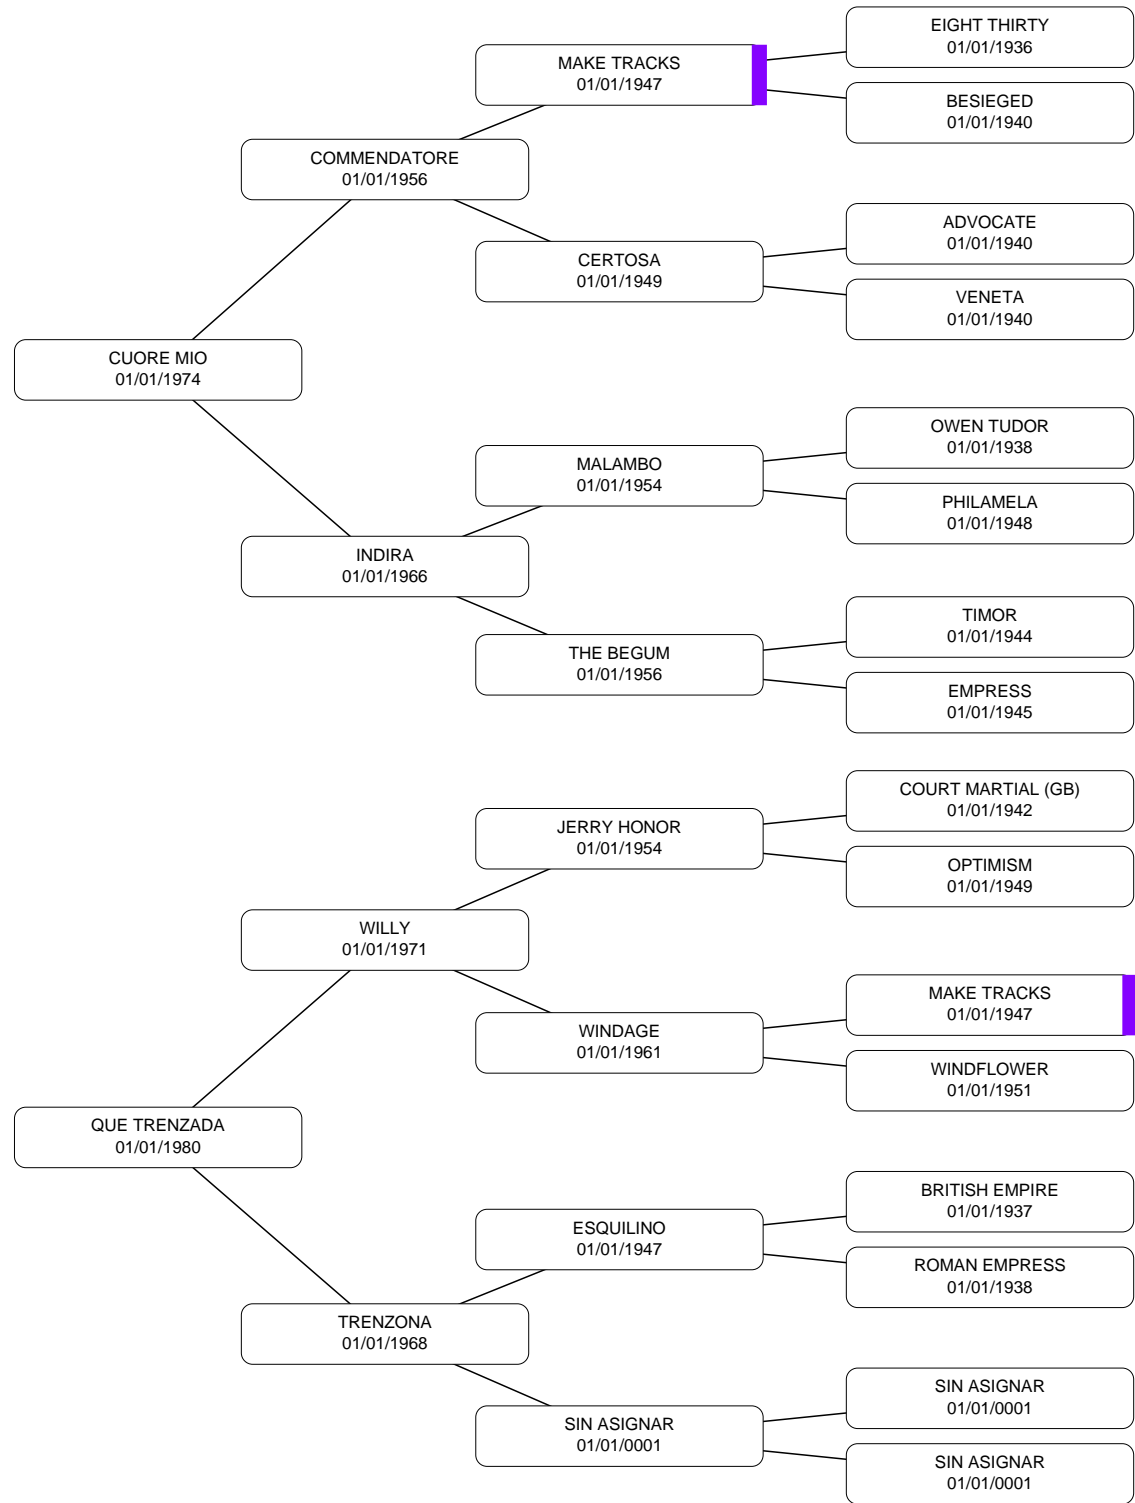 EIGHT THIRTY
01/01/1936
MAKE TRACKS
01/01/1947
BESIEGED
01/01/1940
COMMENDATORE
01/01/1956
ADVOCATE
01/01/1940
CERTOSA
01/01/1949
VENETA
01/01/1940
CUORE MIO
01/01/1974
OWEN TUDOR
01/01/1938
MALAMBO
01/01/1954
PHILAMELA
01/01/1948
INDIRA
01/01/1966
TIMOR
01/01/1944
THE BEGUM
01/01/1956
EMPRESS
01/01/1945
COURT MARTIAL (GB)
01/01/1942
JERRY HONOR
01/01/1954
OPTIMISM
01/01/1949
WILLY
01/01/1971
MAKE TRACKS
01/01/1947
WINDAGE
01/01/1961
WINDFLOWER
01/01/1951
QUE TRENZADA
01/01/1980
BRITISH EMPIRE
01/01/1937
ESQUILINO
01/01/1947
ROMAN EMPRESS
01/01/1938
TRENZONA
01/01/1968
SIN ASIGNAR
01/01/0001
SIN ASIGNAR
01/01/0001
SIN ASIGNAR
01/01/0001